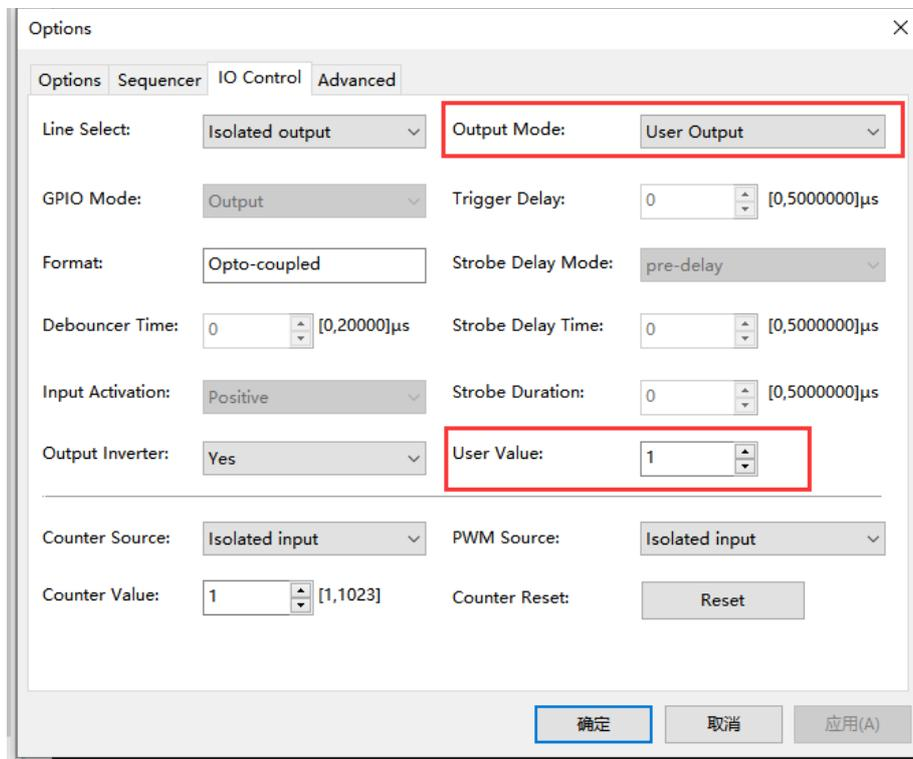 Options
Options Sequencer IO Control Advanced
Line Select: Isolated output Output Mode: User Output
GPIO Mode: Output Trigger Delay: 0 [0,5000000]μs
Format: Opto-coupled Strobe Delay Mode: pre-delay
Debouncer Time: 0 [0,20000]μs Strobe Delay Time: 0 [0,5000000]μs
Input Activation: Positive Strobe Duration: 0 [0,5000000]μs
Output Inverter: Yes User Value: 1
Counter Source: Isolated input PWM Source: Isolated input
Counter Value: 1 [1,1023] Counter Reset: Reset
确定 取消 应用(A)